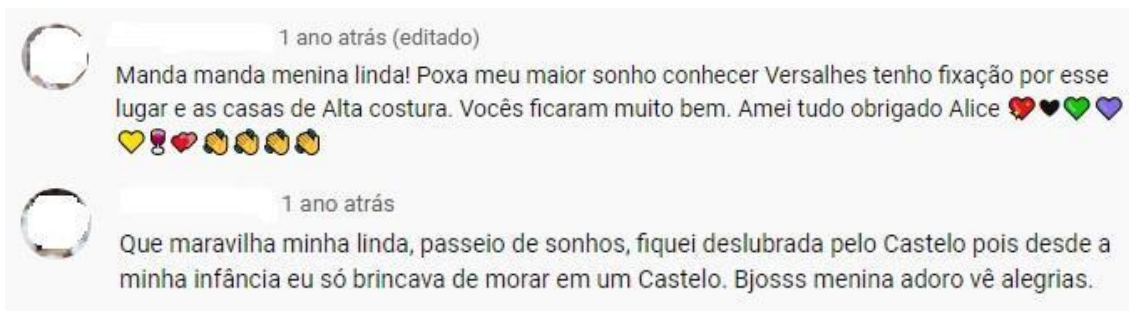 1 ano atrás (editado)
Manda manda menina linda! Poxa meu maior sonho conhecer Versalhes tenho fixação por esse
lugar e as casas de Alta costura. Vocês ficaram muito bem. Amei tudo obrigado Alice 💘🖤💚💜
💛🍷💕👏👏👏👏
1 ano atrás
Que maravilha minha linda, passeio de sonhos, fiquei deslubrada pelo Castelo pois desde a
minha infância eu só brincava de morar em um Castelo. Bjosss menina adoro vê alegrias.